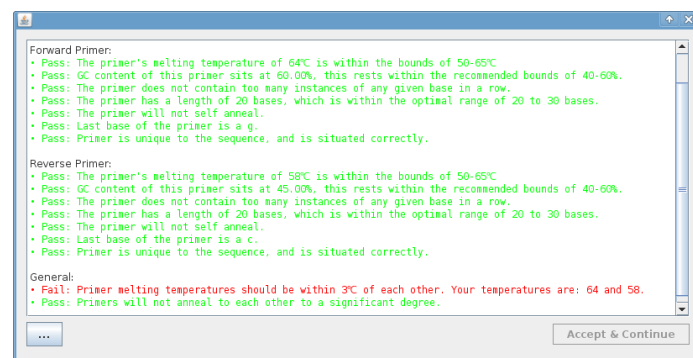 Forward Primer:
• Pass: The primer's melting temperature of 64℃ is within the bounds of 50-65℃
• Pass: GC content of this primer sits at 60.00%, this rests within the recommended bounds of 40-60%.
• Pass: The primer does not contain too many instances of any given base in a row.
• Pass: The primer has a length of 20 bases, which is within the optimal range of 20 to 30 bases.
• Pass: The primer will not self anneal.
• Pass: Last base of the primer is a g.
• Pass: Primer is unique to the sequence, and is situated correctly.
Reverse Primer:
• Pass: The primer's melting temperature of 58℃ is within the bounds of 50-65℃
• Pass: GC content of this primer sits at 45.00%, this rests within the recommended bounds of 40-60%.
• Pass: The primer does not contain too many instances of any given base in a row.
• Pass: The primer has a length of 20 bases, which is within the optimal range of 20 to 30 bases.
• Pass: The primer will not self anneal.
• Pass: Last base of the primer is a c.
• Pass: Primer is unique to the sequence, and is situated correctly.
General:
• Fail: Primer melting temperatures should be within 3℃ of each other. Your temperatures are: 64 and 58.
• Pass: Primers will not anneal to each other to a significant degree.
... Accept & Continue